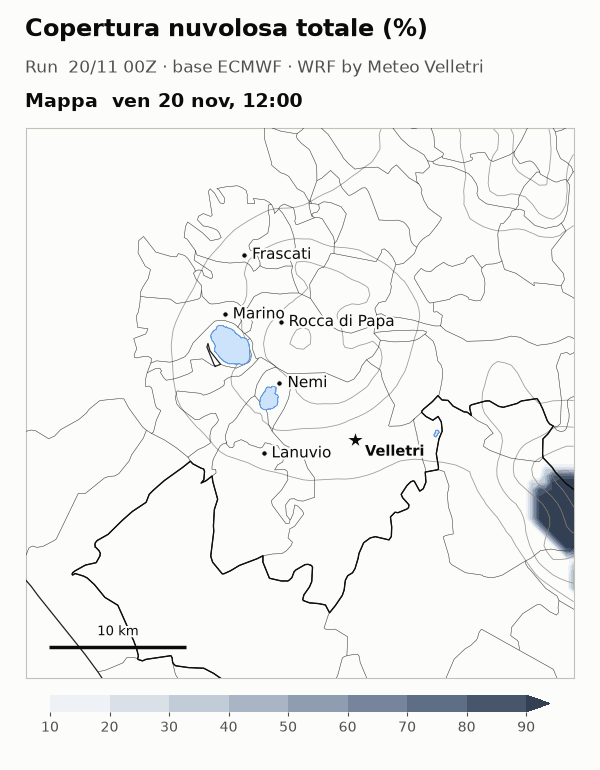 Copertura nuvolosa totale (%)
Run  20/11 00Z · base ECMWF · WRF by Meteo Velletri
Mappa  ven 20 nov, 12:00
Frascati
Marino
Rocca di Papa
Nemi
Velletri
Lanuvio
10 km
10 20 30 40 50 60 70 80 90